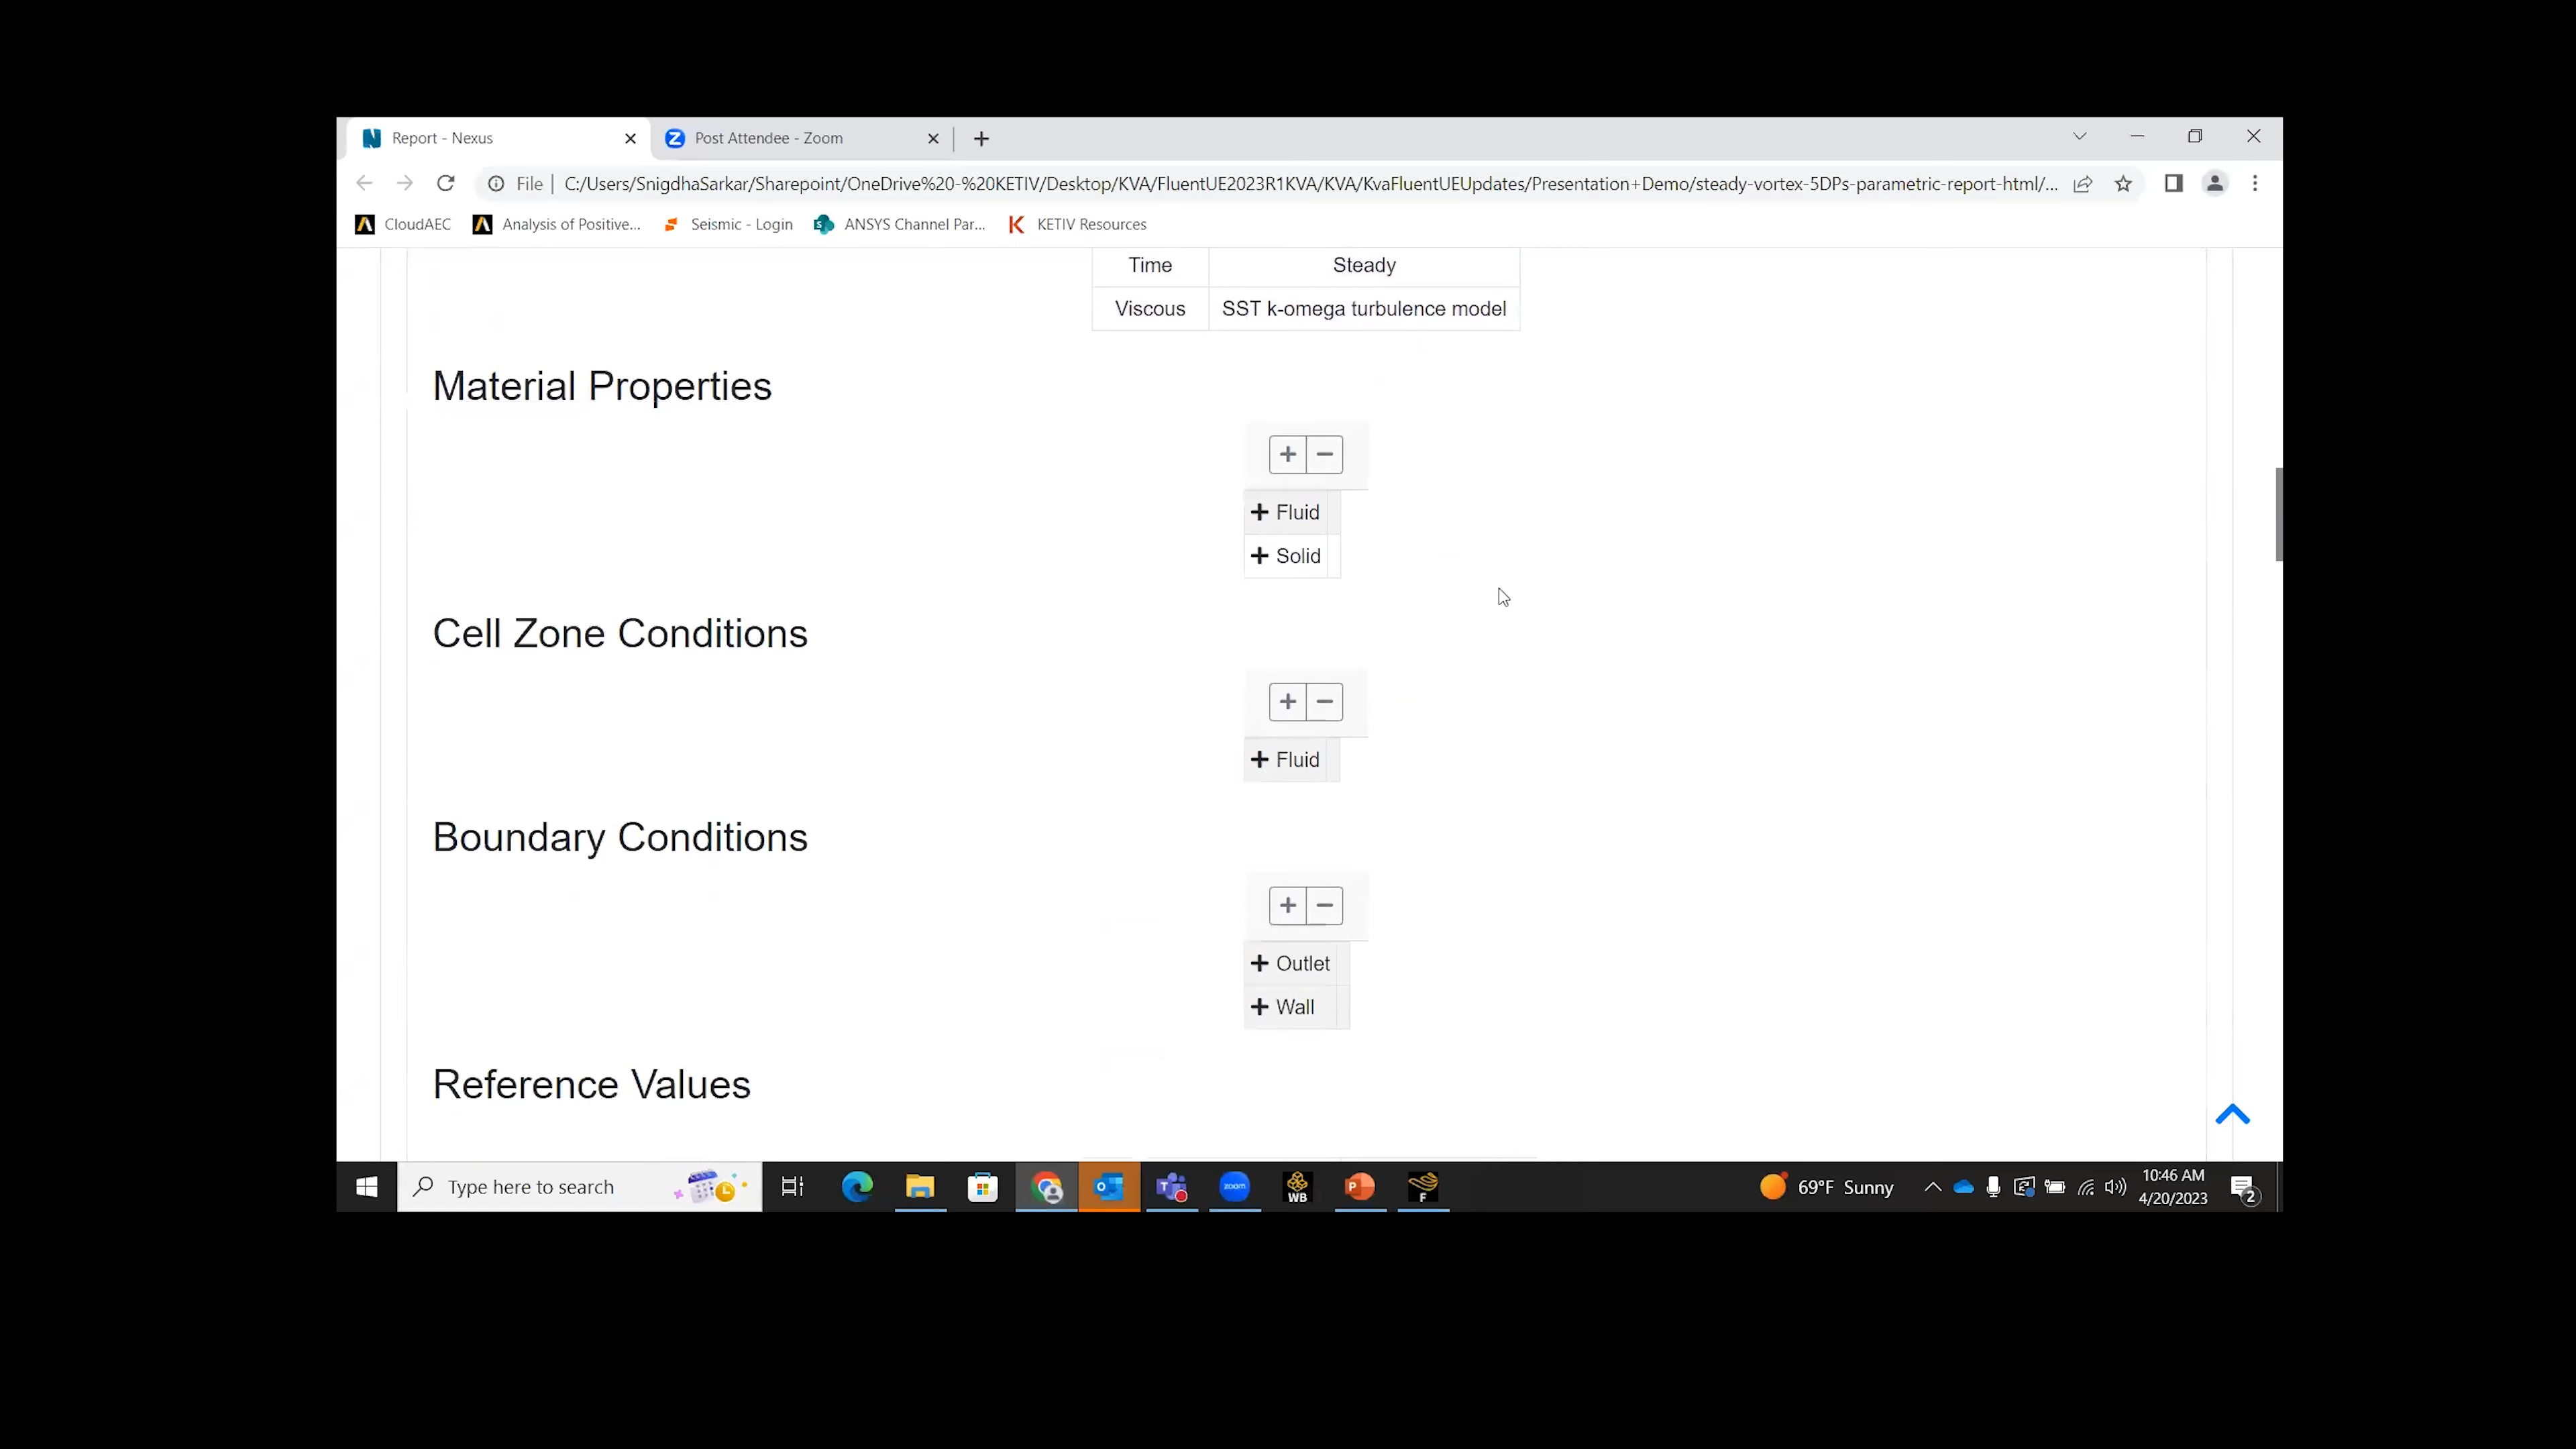 Report - Nexus
Post Attendee - Zoom
File
C:/Users/SnigdhaSarkar/Sharepoint/OneDrive%20-%20KETIV/Desktop/KVA/FluentUE2023R1KVA/KVA/KvaFluentUEUpdates/Presentation+Demo/steady-vortex-5DPs-parametric-report-html/...
CloudAEC
Analysis of Positive...
Seismic - Login
ANSYS Channel Par...
KETIV Resources
Time Steady
Viscous SST k-omega turbulence model
Material Properties
+ −
+ Fluid
+ Solid
Cell Zone Conditions
+ −
+ Fluid
Boundary Conditions
+ −
+ Outlet
+ Wall
Reference Values
Type here to search
zoom
WB
F
69°F Sunny
10:46 AM
4/20/2023
2